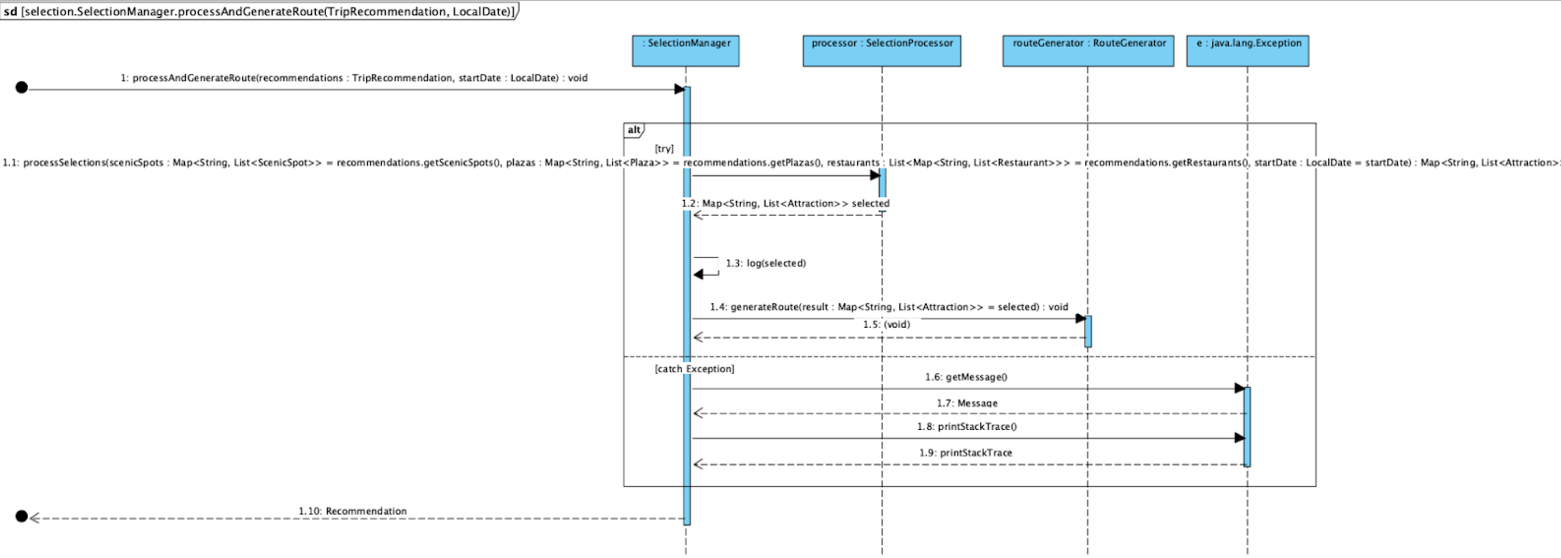 sd [selection.SelectionManager.processAndGenerateRoute(TripRecommendation, LocalDate)]
: SelectionManager
processor : SelectionProcessor
routeGenerator : RouteGenerator
e : java.lang.Exception
1: processAndGenerateRoute(recommendations : TripRecommendation, startDate : LocalDate) : void
alt
[try]
1.1: processSelections(scenicSpots : Map<String, List<ScenicSpot>> = recommendations.getScenicSpots(), plazas : Map<String, List<Plaza>> = recommendations.getPlazas(), restaurants : List<Map<String, List<Restaurant>>> = recommendations.getRestaurants(), startDate : LocalDate = startDate) : Map<String, List<Attraction>
1.2: Map<String, List<Attraction>> selected
1.3: log(selected)
1.4: generateRoute(result : Map<String, List<Attraction>> = selected) : void
1.5: (void)
[catch Exception]
1.6: getMessage()
1.7: Message
1.8: printStackTrace()
1.9: printStackTrace
1.10: Recommendation